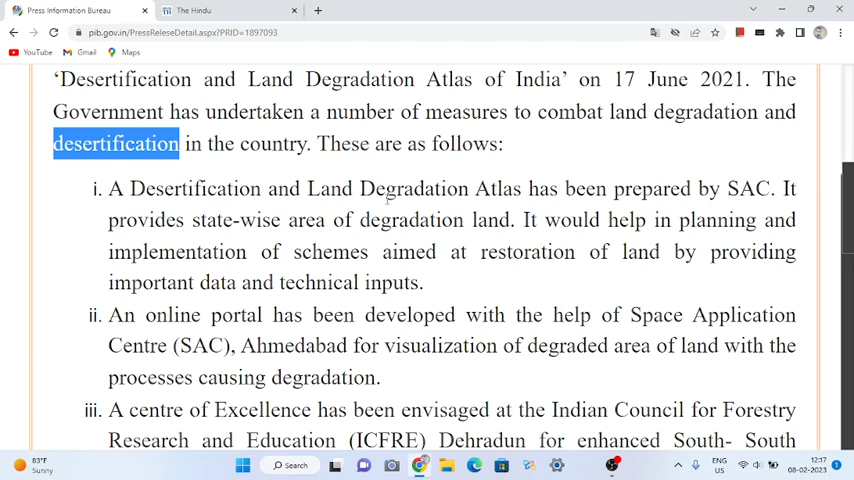 Press Information Bureau
The Hindu
pib.gov.in/PressReleseDetail.aspx?PRID=1897093
YouTube Gmail Maps
‘Desertification and Land Degradation Atlas of India’ on 17 June 2021. The
Government has undertaken a number of measures to combat land degradation and
desertification in the country. These are as follows:
i. A Desertification and Land Degradation Atlas has been prepared by SAC. It
provides state-wise area of degradation land. It would help in planning and
implementation of schemes aimed at restoration of land by providing
important data and technical inputs.
ii. An online portal has been developed with the help of Space Application
Centre (SAC), Ahmedabad for visualization of degraded area of land with the
processes causing degradation.
iii. A centre of Excellence has been envisaged at the Indian Council for Forestry
Research and Education (ICFRE) Dehradun for enhanced South- South
83°F
Sunny
Search
ENG
US
12:17
08-02-2023